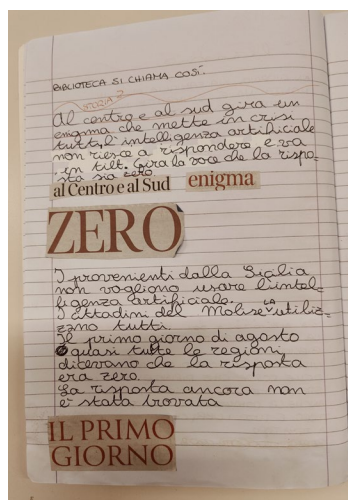 BIBLIOTECA SI CHIAMA COSÌ.
Al centro e al sud gira un
enigma che mette in crisi
tutti, l'intelligenza artificiale
non riesce a rispondere e va
in tilt. Gira la voce che la rispo-
sta sia zero
al Centro e al Sud enigma
ZERO
I provenienti dalla Sicilia
non vogliono usare l'intel-
ligenza artificiale.
I cittadini del Molise LA utiliz-
zano tutti.
Il primo giorno di agosto
quasi tutte le regioni
dicevano che la risposta
era zero.
La risposta ancora non
è stata trovata
IL PRIMO
GIORNO